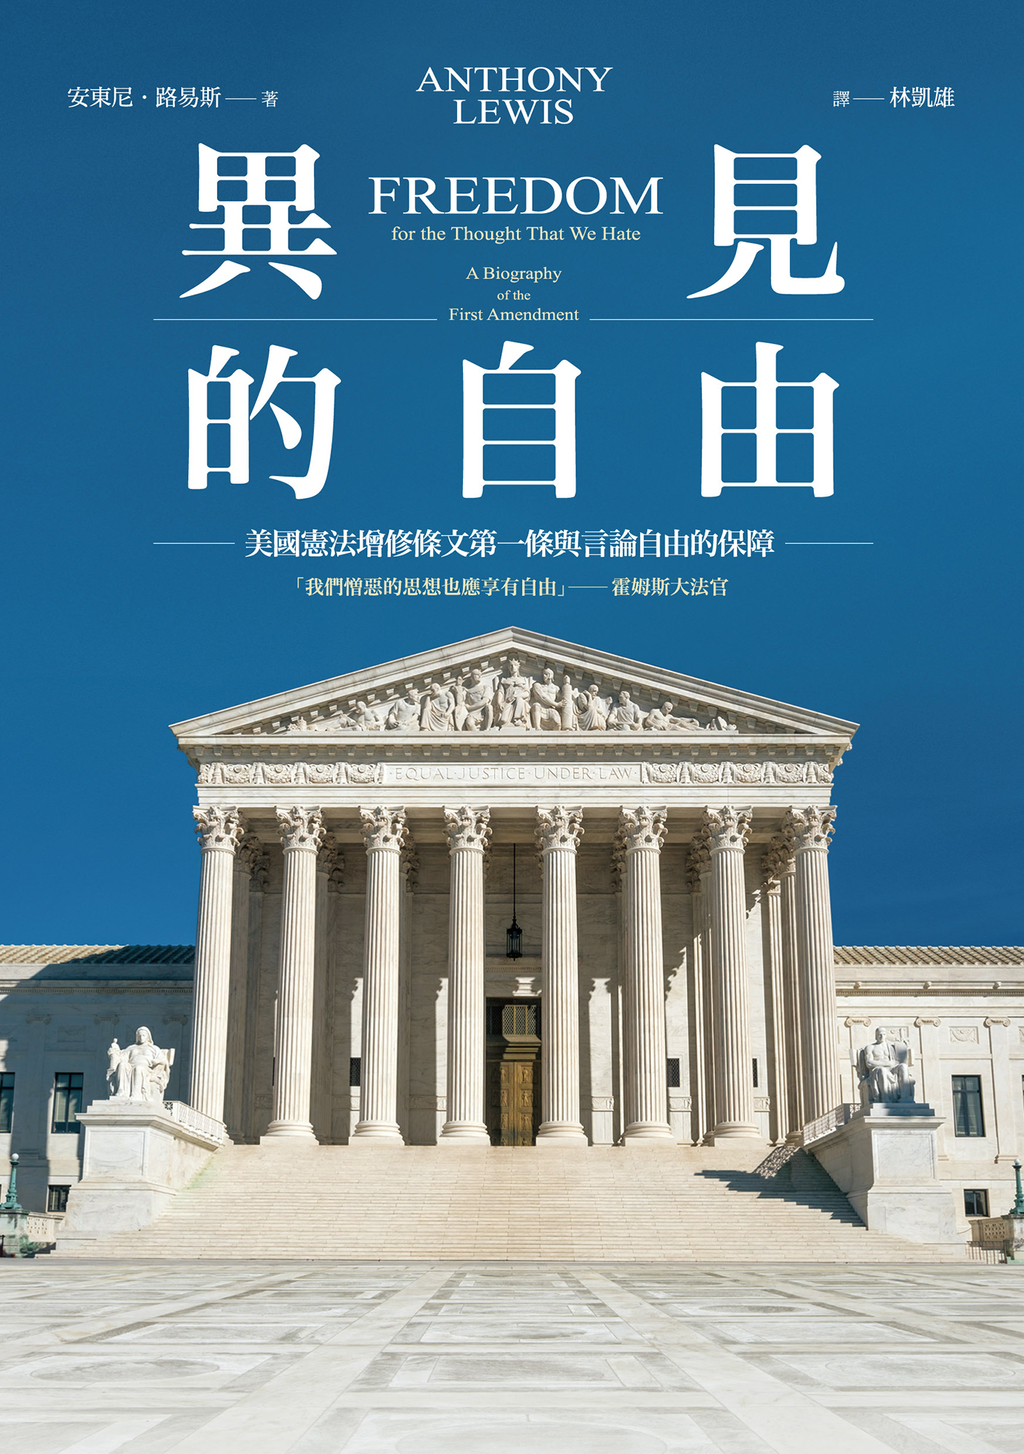 安東尼・路易斯——著
ANTHONY
LEWIS
譯——林凱雄
異見
FREEDOM
for the Thought That We Hate
A Biography
of the
First Amendment
的自由
美國憲法增修條文第一條與言論自由的保障
「我們憎惡的思想也應享有自由」——霍姆斯大法官
EQUAL·JUSTICE·UNDER·LAW